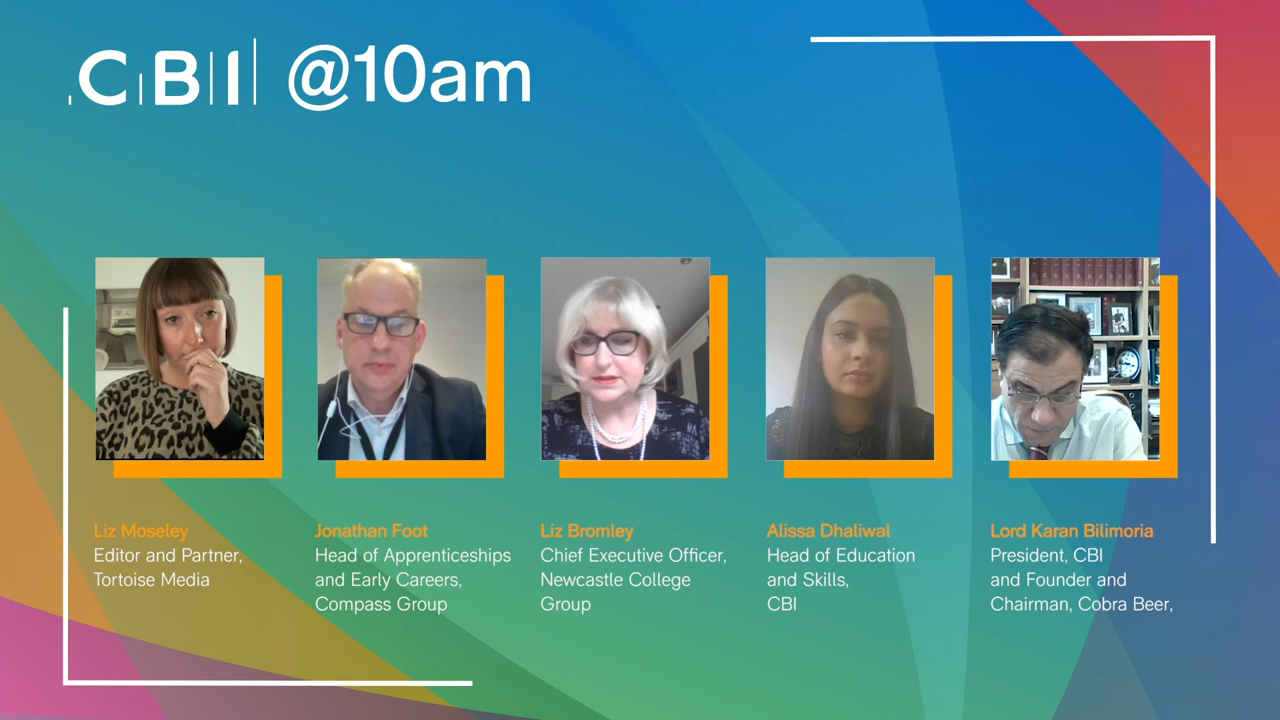 CBI @10am
Liz Moseley
Editor and Partner,
Tortoise Media
Jonathan Foot
Head of Apprenticeships
and Early Careers,
Compass Group
Liz Bromley
Chief Executive Officer,
Newcastle College
Group
Alissa Dhaliwal
Head of Education
and Skills,
CBI
Lord Karan Bilimoria
President, CBI
and Founder and
Chairman, Cobra Beer,